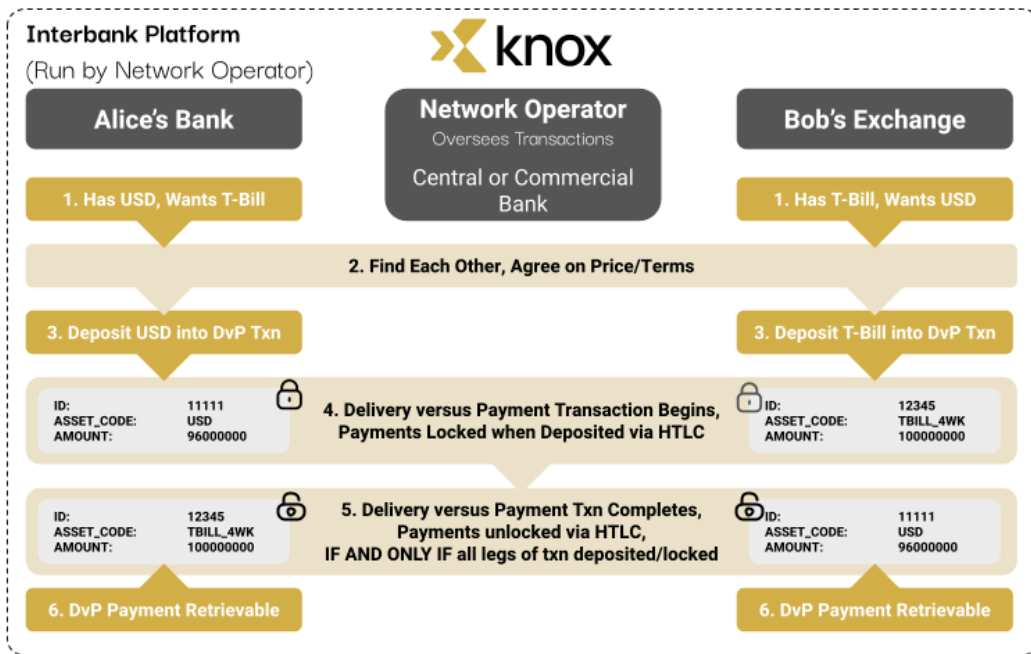 Interbank Platform
(Run by Network Operator)
knox
Alice's Bank
Network Operator
Oversees Transactions
Central or Commercial
Bank
Bob's Exchange
1. Has USD, Wants T-Bill
1. Has T-Bill, Wants USD
2. Find Each Other, Agree on Price/Terms
3. Deposit USD into DvP Txn
3. Deposit T-Bill into DvP Txn
ID: 11111
ASSET_CODE: USD
AMOUNT: 96000000
4. Delivery versus Payment Transaction Begins,
Payments Locked when Deposited via HTLC
ID: 12345
ASSET_CODE: TBILL_4WK
AMOUNT: 100000000
ID: 12345
ASSET_CODE: TBILL_4WK
AMOUNT: 100000000
5. Delivery versus Payment Txn Completes,
Payments unlocked via HTLC,
IF AND ONLY IF all legs of txn deposited/locked
ID: 11111
ASSET_CODE: USD
AMOUNT: 96000000
6. DvP Payment Retrievable
6. DvP Payment Retrievable